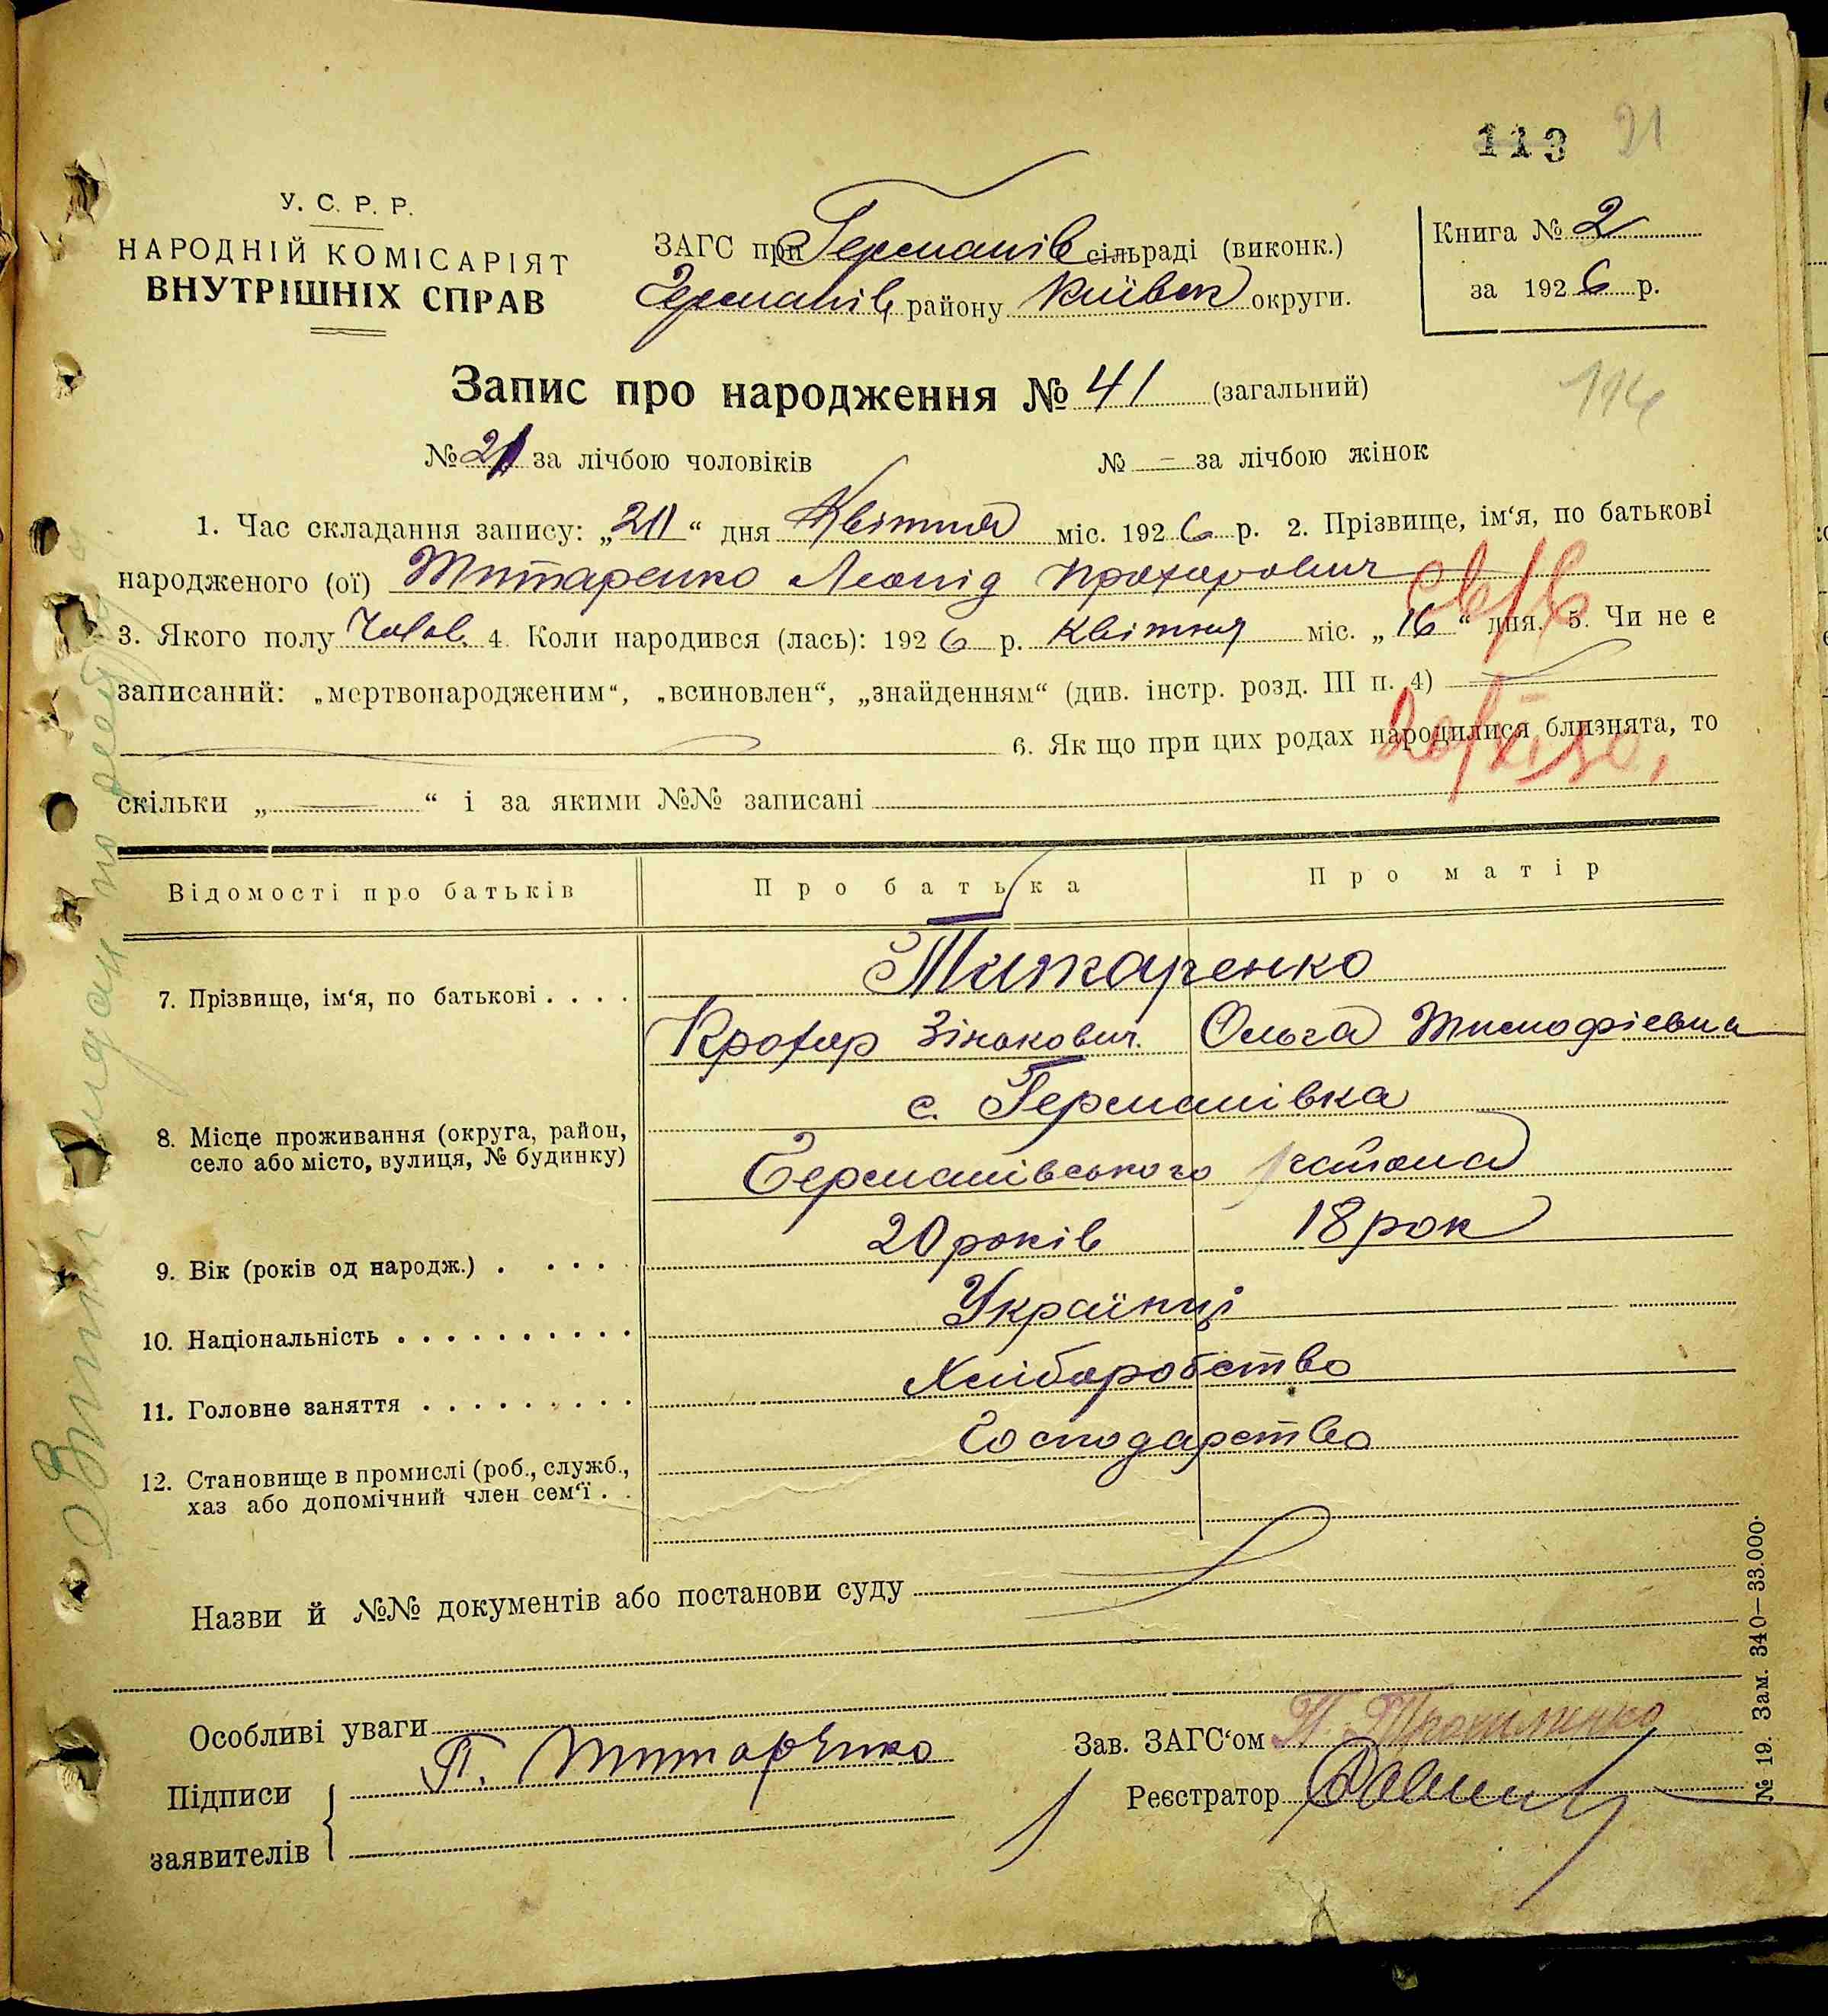 113 91
У. С. Р. Р.
НАРОДНІЙ КОМІСАРІЯТ
ВНУТРІШНІХ СПРАВ
ЗАГС при Германів сільраді (виконк.)
Германів району Київськ округи.
Книга № 2
за 1926 р.
Запис про народження № 41 (загальний)
114
№ 21 за лічбою чоловіків № — за лічбою жінок
1. Час складання запису: „21“ дня Квітня міс. 1926 р. 2. Прізвище, ім‘я, по батькові
народженого (ої) Титаренко Леонід Прохорович
3. Якого полу Чолов. 4. Коли народився (лась): 1926 р. Квітня міс. „16“ дня. 5. Чи не є
записаний: „мертвонародженим“, „всиновлен“, „знайденням“ (див. інстр. розд. III п. 4)
6. Як що при цих родах народилися близнята, то
скільки „ “ і за якими №№ записані
Відомості про батьків Про батька Про матір
7. Прізвище, ім‘я, по батькові . . . . Титаренко
Прохор Зінькович. Ольга Тимофієвна
с. Германівка
8. Місце проживання (округа, район,
село або місто, вулиця, № будинку)
Германівського района
9. Вік (років од народж.) . . . . . 20 років 18 рок
10. Національність . . . . . . . . . . Українці
11. Головне заняття . . . . . . . . . Хліборобство
12. Становище в промислі (роб., служб.,
хаз або допомічний член сем‘ї . . Господарство
Назви й №№ документів або постанови суду
Особливі уваги
Підписи
заявителів
П. Титаренко
Зав. ЗАГС‘ом
Реєстратор
№ 19. Зам. 340—33.000.